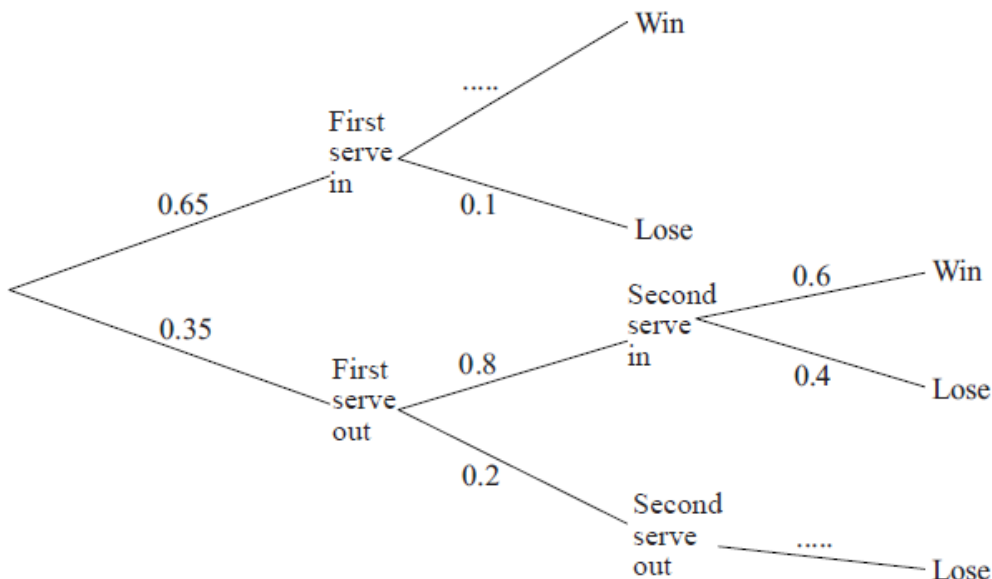 Win
.....
First
serve
in
0.65
0.1
Lose
0.6
Win
Second
serve
in
0.35
0.8
0.4
Lose
First
serve
out
0.2
Second
serve
out
.....
Lose